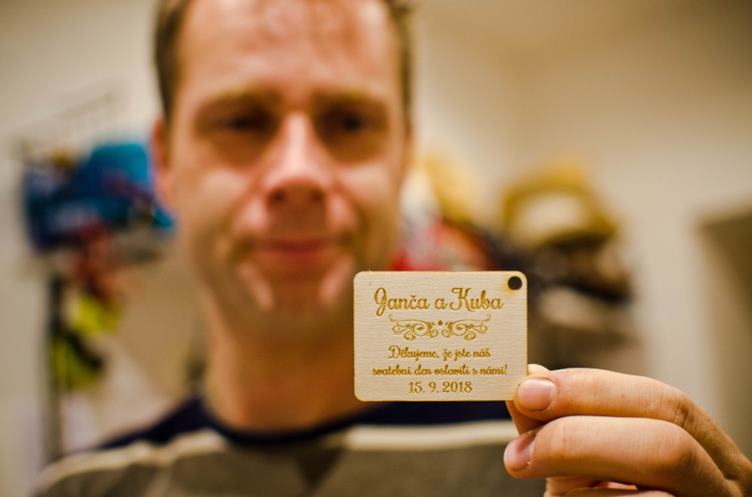 Janča a Kuba
Děkujeme, že jste náš
svatební den oslavili s námi!
15. 9. 2018